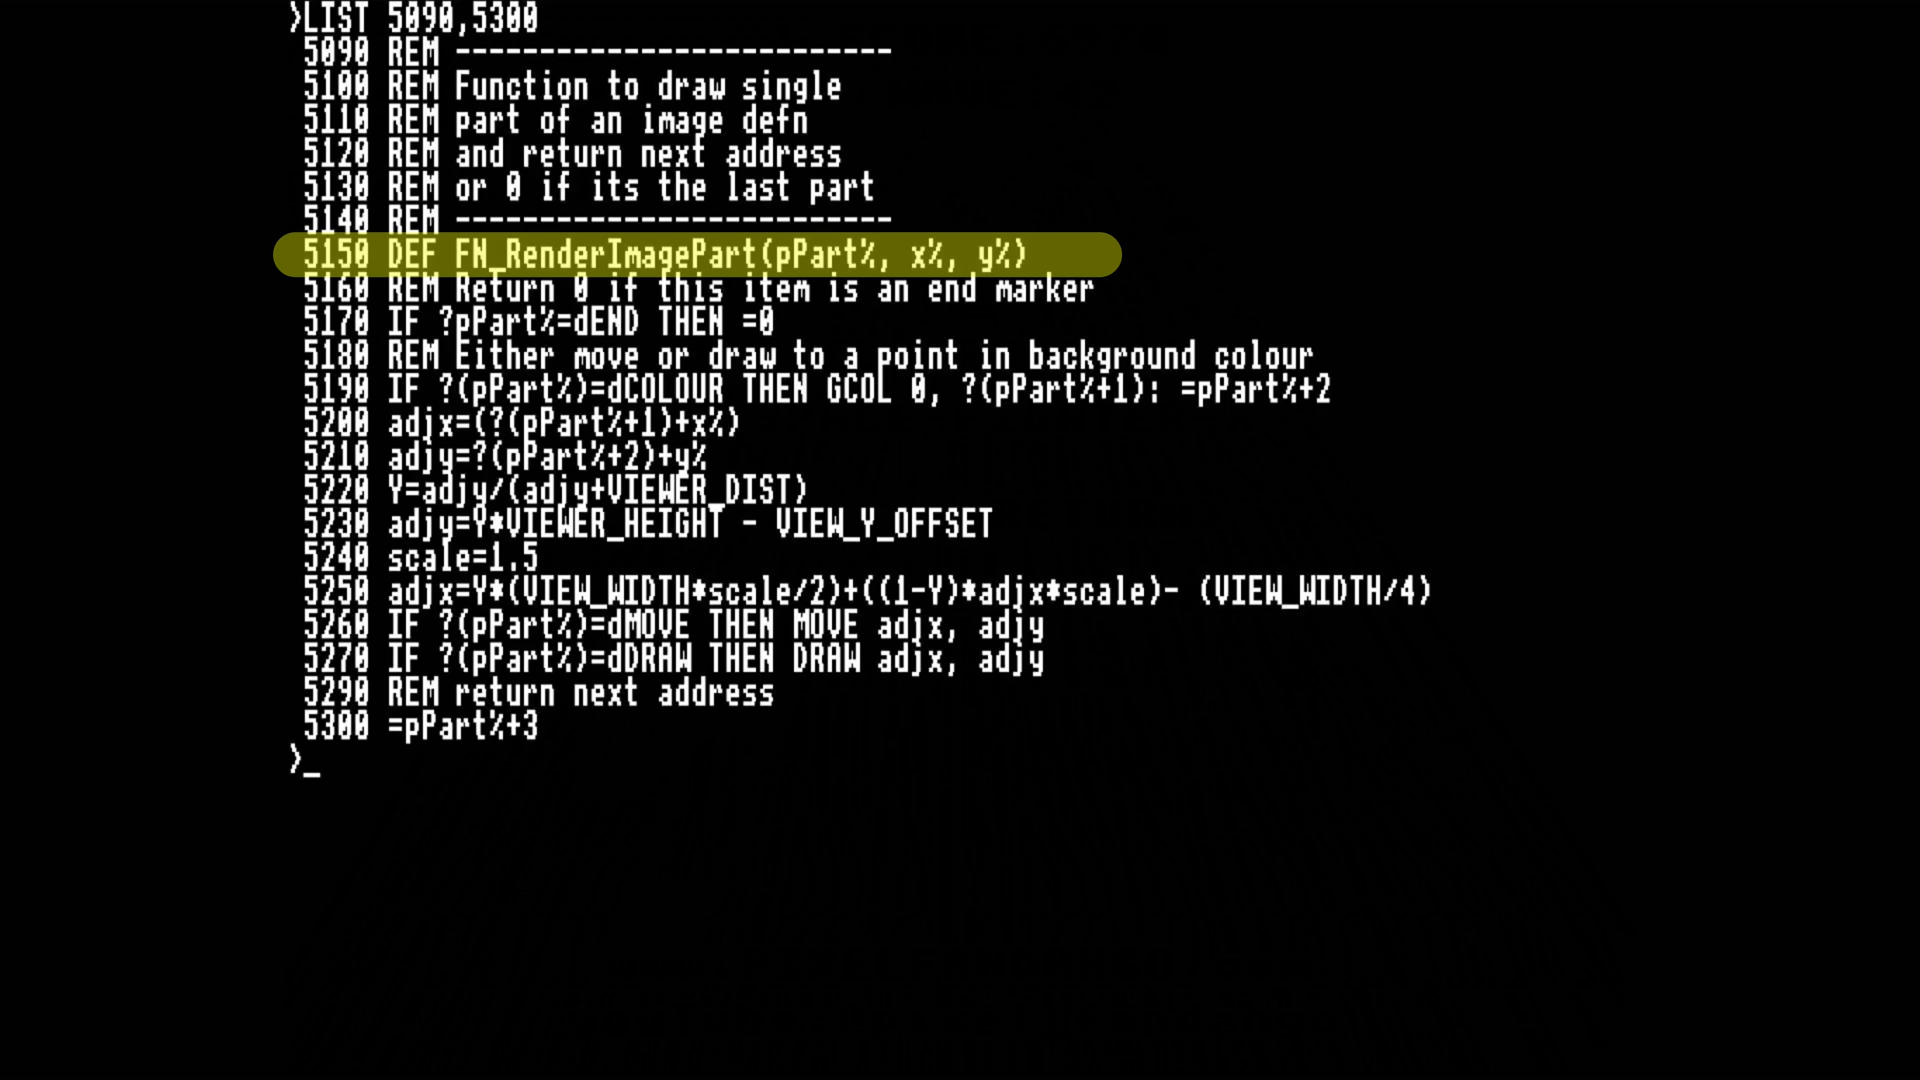 >LIST 5090,5300
5090 REM --------------------------
5100 REM Function to draw single
5110 REM part of an image defn
5120 REM and return next address
5130 REM or 0 if its the last part
5140 REM --------------------------
5150 DEF FN_RenderImagePart(pPart%, x%, y%)
5160 REM Return 0 if this item is an end marker
5170 IF ?pPart%=dEND THEN =0
5180 REM Either move or draw to a point in background colour
5190 IF ?(pPart%)=dCOLOUR THEN GCOL 0, ?(pPart%+1): =pPart%+2
5200 adjx=(?(pPart%+1)+x%)
5210 adjy=?(pPart%+2)+y%
5220 Y=adjy/(adjy+VIEWER_DIST)
5230 adjy=Y*VIEWER_HEIGHT - VIEW_Y_OFFSET
5240 scale=1.5
5250 adjx=Y*(VIEW_WIDTH*scale/2)+((1-Y)*adjx*scale)- (VIEW_WIDTH/4)
5260 IF ?(pPart%)=dMOVE THEN MOVE adjx, adjy
5270 IF ?(pPart%)=dDRAW THEN DRAW adjx, adjy
5290 REM return next address
5300 =pPart%+3
>_